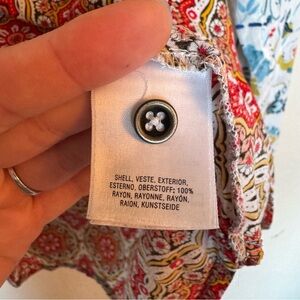 SHELL, VESTE, EXTERIOR,
ESTERNO, OBERSTOFF: 100%
RAYON, RAYONNE, RAYÓN,
RAION, KUNSTSEIDE